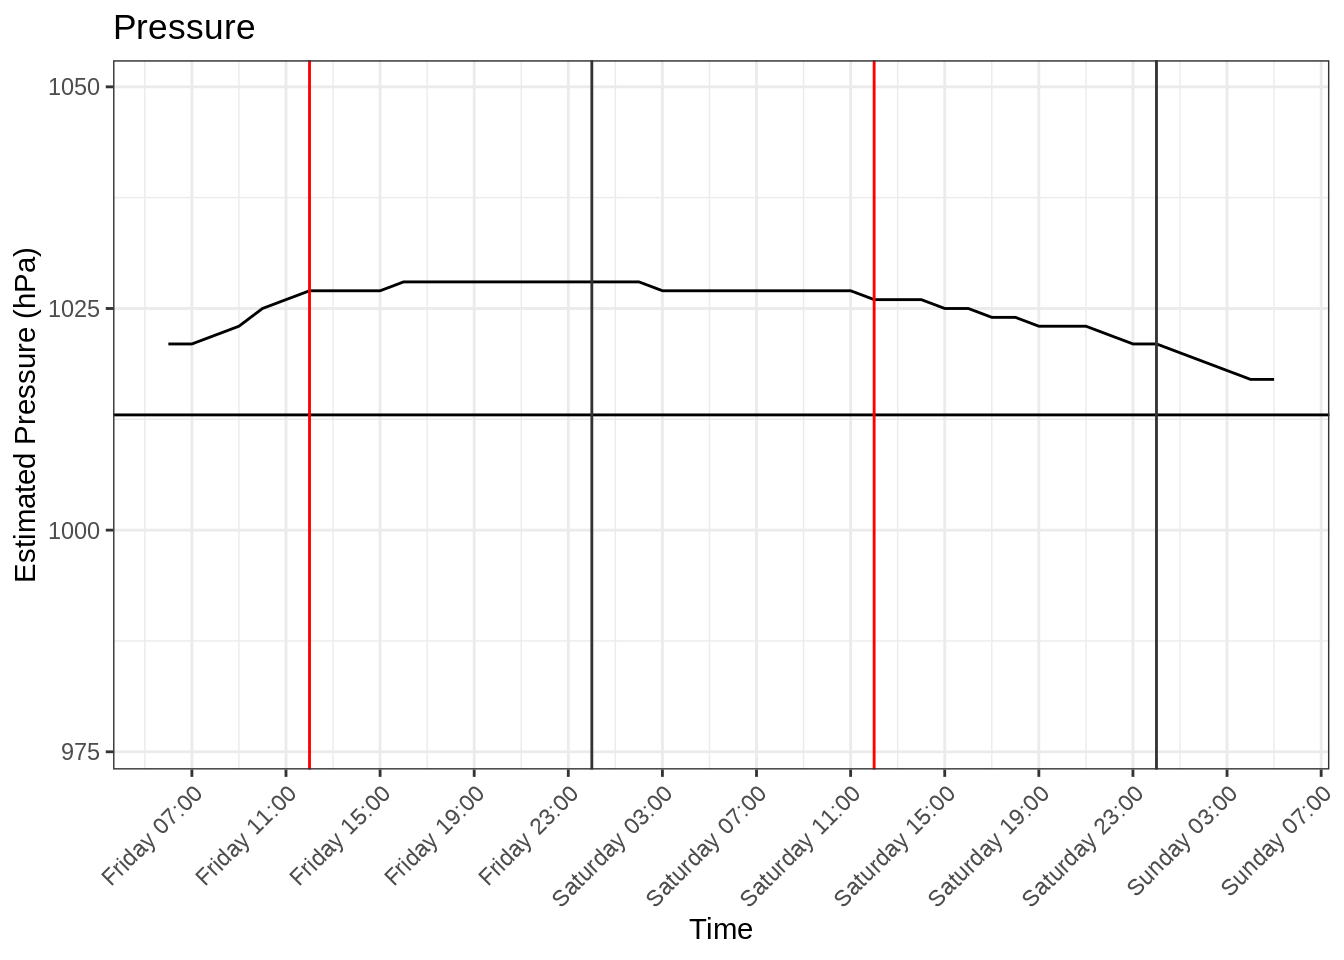 Pressure
Estimated Pressure (hPa)
1050
1025
1000
975
Friday 07:00
Friday 11:00
Friday 15:00
Friday 19:00
Friday 23:00
Saturday 03:00
Saturday 07:00
Saturday 11:00
Saturday 15:00
Saturday 19:00
Saturday 23:00
Sunday 03:00
Sunday 07:00
Time